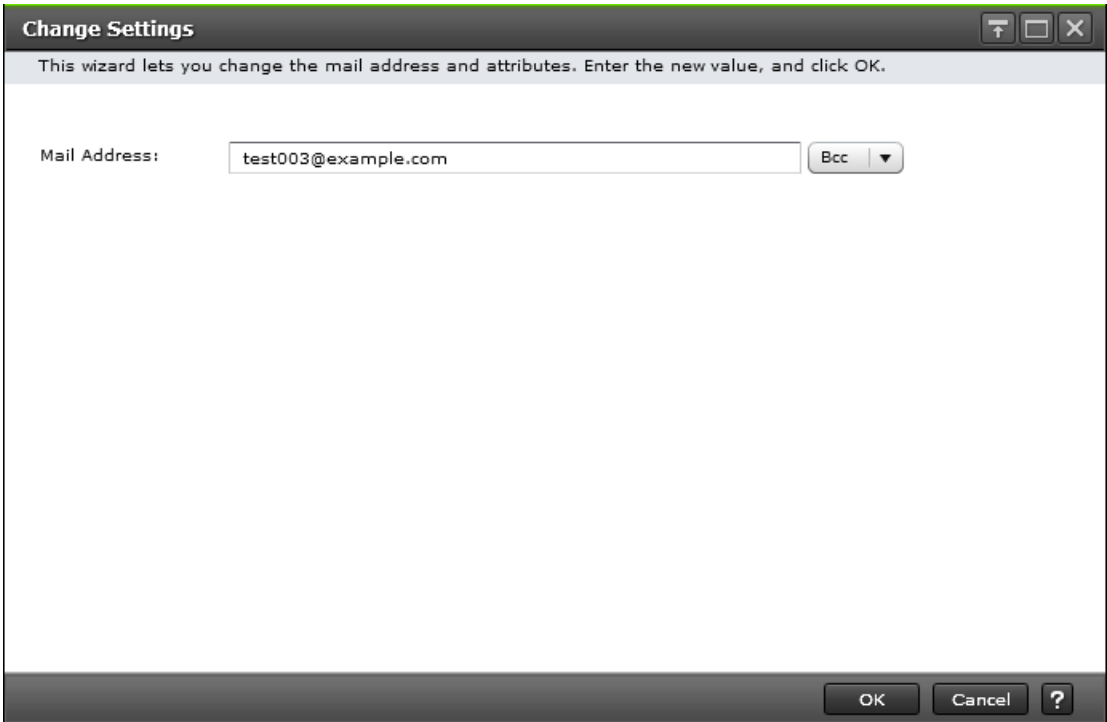 Change Settings
This wizard lets you change the mail address and attributes. Enter the new value, and click OK.
Mail Address: test003@example.com Bcc
OK Cancel ?